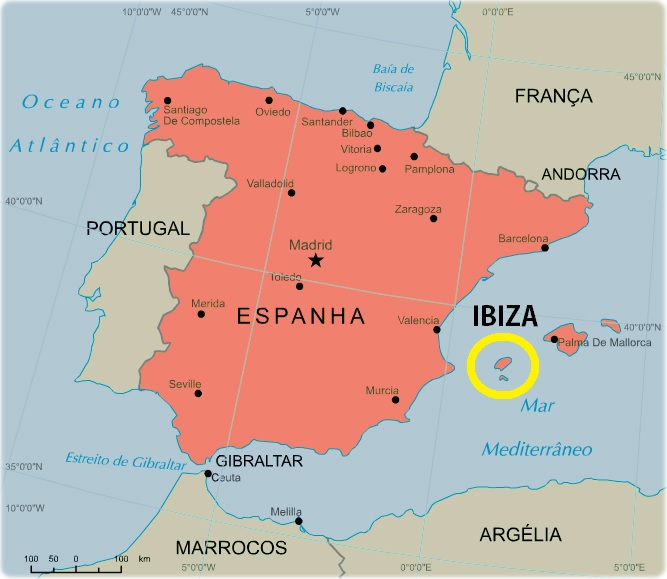 10°0'0"W 45°0'0"N 5°0'0"W 0°0'0"E
Baía de
Biscaia
45°0'0"N
Oceano
Atlântico
FRANÇA
Santiago
De Compostela
Oviedo
Santander
Bilbao
Vitoria
Logrono
Pamplona
ANDORRA
Valladolid
40°0'0"N
Zaragoza
PORTUGAL
Barcelona
Madrid
Toledo
Merida
ESPANHA
Valencia
IBIZA
40°0'0"N
Palma De Mallorca
Seville
Murcia
Mar
Mediterrâneo
Estreito de Gibraltar
GIBRALTAR
35°0'0"N
Ceuta
10°0'0"W
Melilla
ARGÉLIA
MARROCOS
100 50 0 100 km
5°0'0"W 0°0'0"E 5°0'0"E